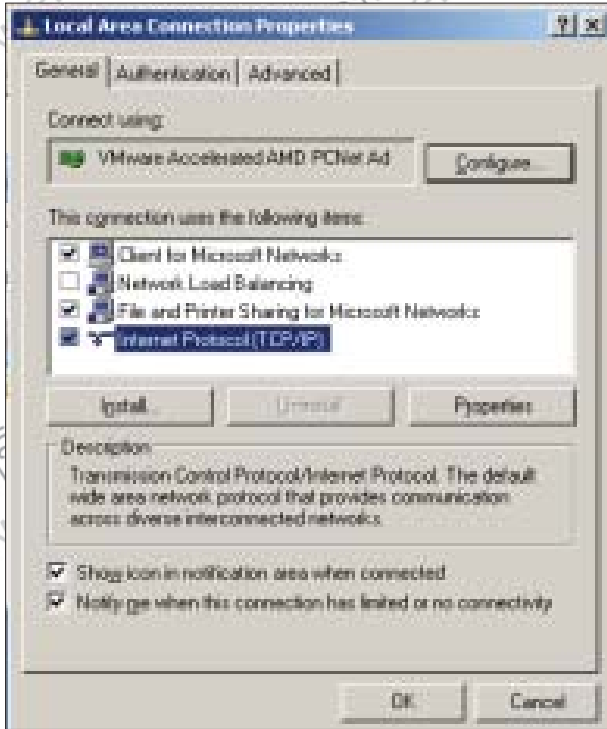 Local Area Connection Properties
General Authentication Advanced
Connect using:
VMware Accelerated AMD PCNet Ad
Configure...
This connection uses the following items:
Client for Microsoft Networks
Network Load Balancing
File and Printer Sharing for Microsoft Networks
Internet Protocol (TCP/IP)
Install... Uninstall Properties
Description
Transmission Control Protocol/Internet Protocol. The default
wide area network protocol that provides communication
across diverse interconnected networks.
Show icon in notification area when connected
Notify me when this connection has limited or no connectivity
OK Cancel